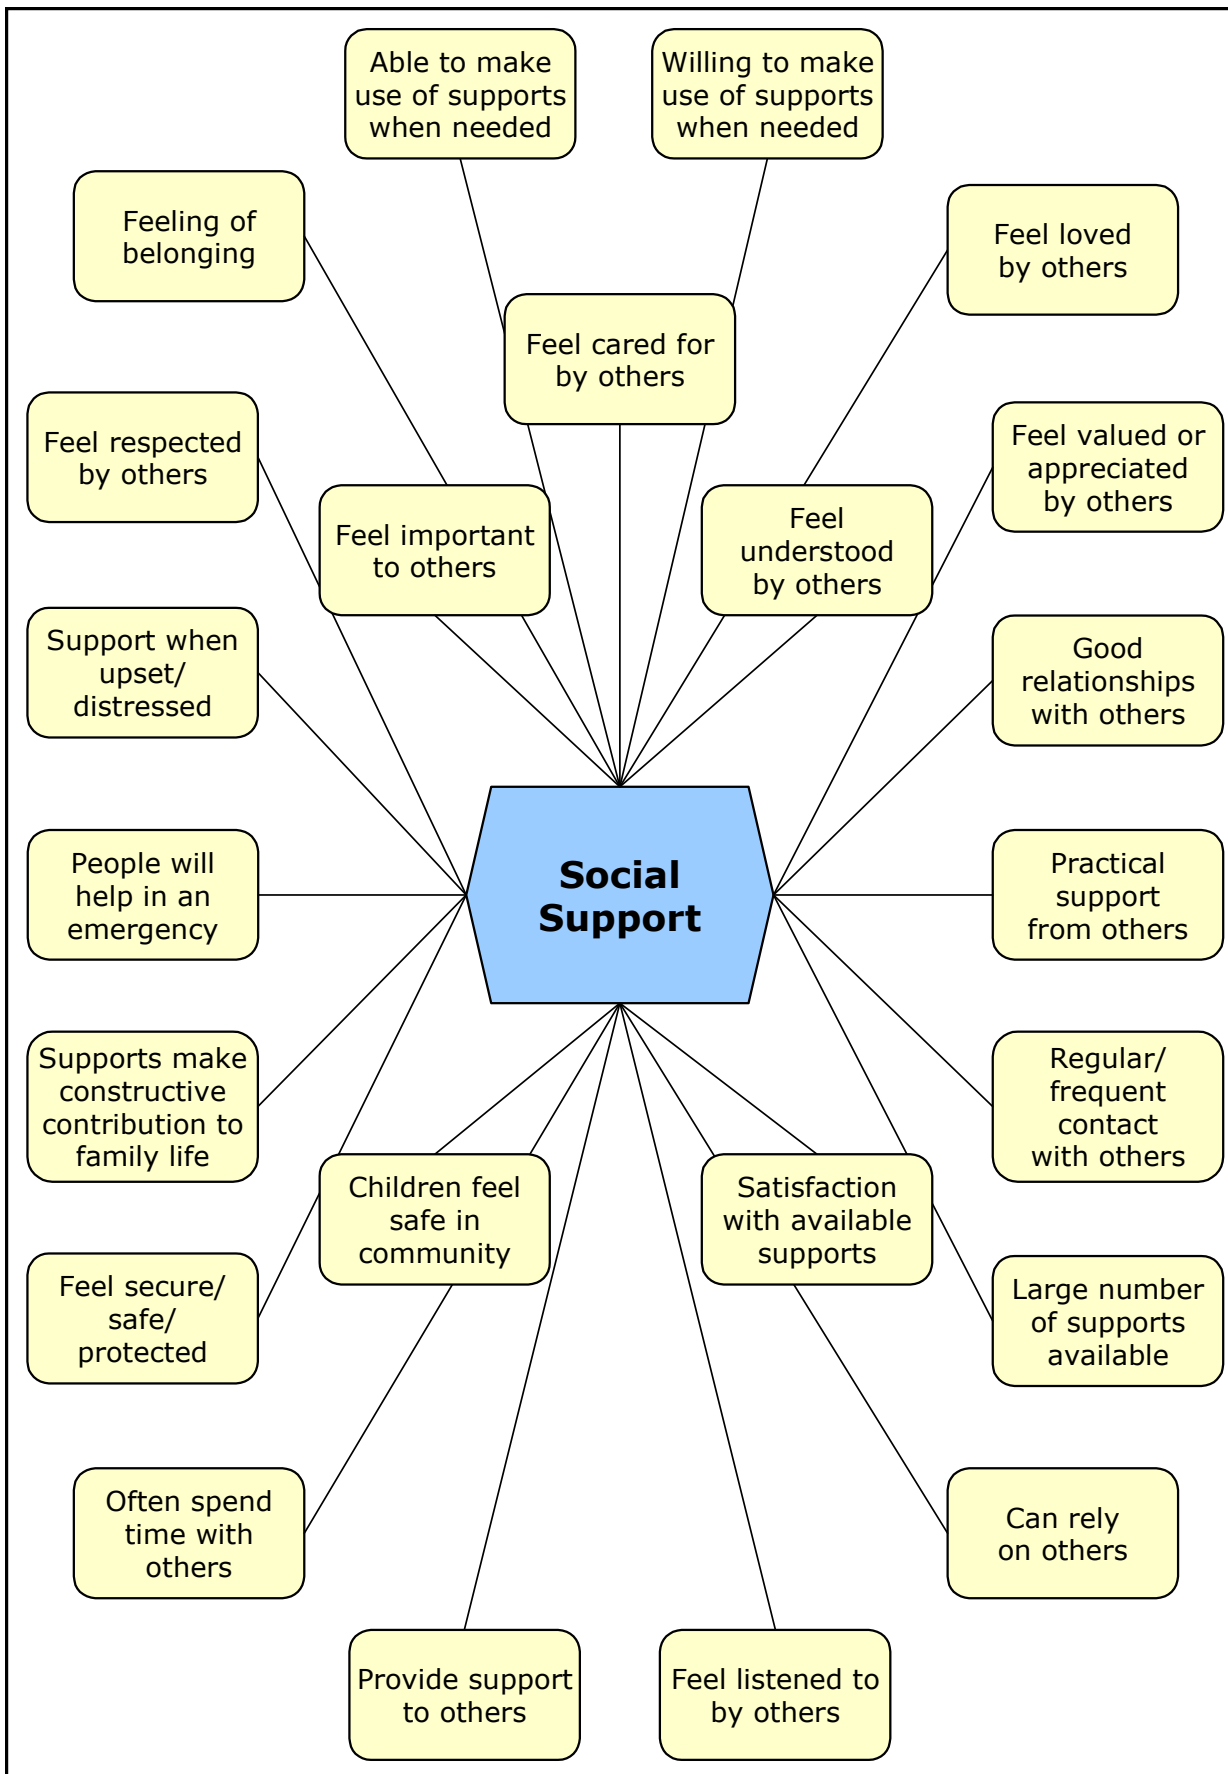 Able to make
use of supports
when needed
Willing to make
use of supports
when needed
Feeling of
belonging
Feel loved
by others
Feel cared for
by others
Feel respected
by others
Feel valued or
appreciated
by others
Feel important
to others
Feel
understood
by others
Support when
upset/
distressed
Good
relationships
with others
People will
help in an
emergency
Social
Support
Practical
support
from others
Supports make
constructive
contribution to
family life
Regular/
frequent
contact
with others
Children feel
safe in
community
Satisfaction
with available
supports
Feel secure/
safe/
protected
Large number
of supports
available
Often spend
time with
others
Can rely
on others
Provide support
to others
Feel listened to
by others